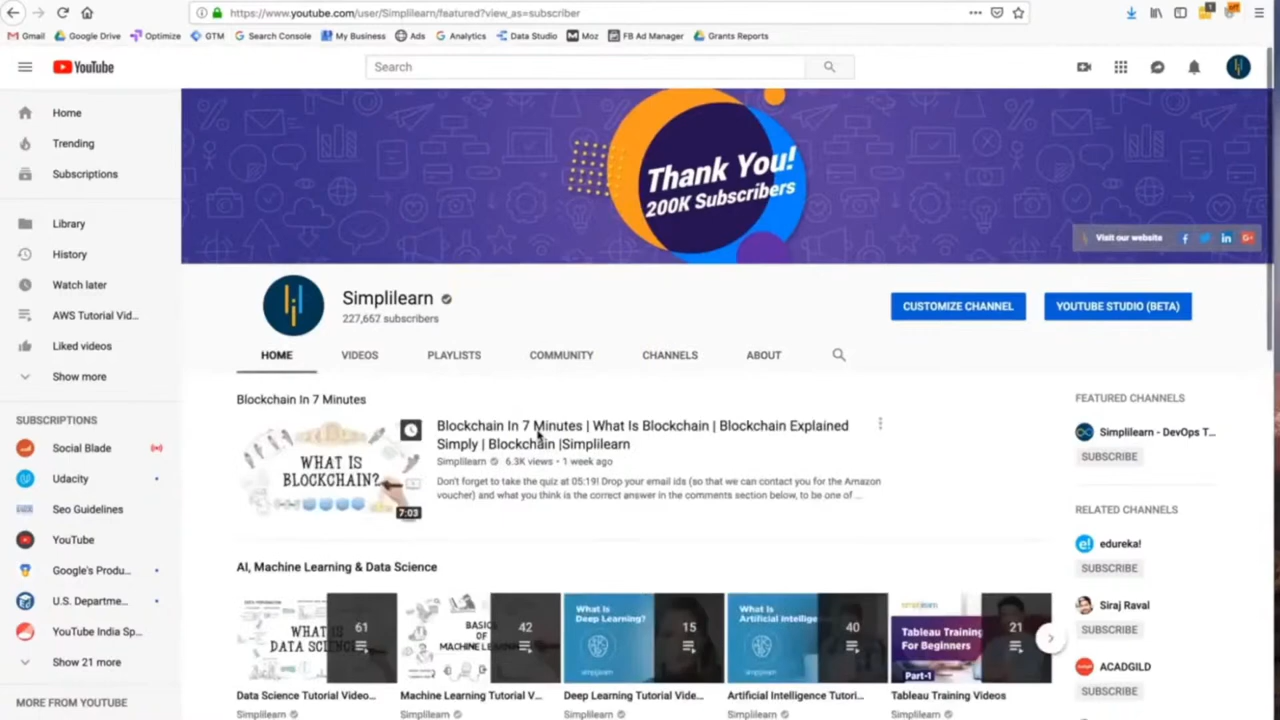 https://www.youtube.com/user/Simplilearn/featured?view_as=subscriber
Gmail Google Drive Optimize GTM Search Console My Business Ads Analytics Data Studio Moz FB Ad Manager Grants Reports
YouTube
Search
Home
Trending
Subscriptions
Library
History
Watch later
AWS Tutorial Vid...
Liked videos
Show more
SUBSCRIPTIONS
Social Blade
Udacity
Seo Guidelines
YouTube
Google's Produ...
U.S. Departme...
YouTube India Sp...
Show 21 more
MORE FROM YOUTUBE
Thank You!
200K Subscribers
Visit our website
Simplilearn
227,657 subscribers
CUSTOMIZE CHANNEL
YOUTUBE STUDIO (BETA)
HOME VIDEOS PLAYLISTS COMMUNITY CHANNELS ABOUT
Blockchain In 7 Minutes
WHAT IS
BLOCKCHAIN?
7:03
Blockchain In 7 Minutes | What Is Blockchain | Blockchain Explained
Simply | Blockchain |Simplilearn
Simplilearn 6.3K views • 1 week ago
Don't forget to take the quiz at 05:19! Drop your email ids (so that we can contact you for the Amazon
voucher) and what you think is the correct answer in the comments section below, to be one of ...
AI, Machine Learning & Data Science
WHAT IS
DATA SCIENCE
61
Data Science Tutorial Video...
Simplilearn
BASICS
OF
MACHINE LEARNING
42
Machine Learning Tutorial V...
Simplilearn
What Is
Deep Learning?
15
Deep Learning Tutorial Vide...
Simplilearn
What Is
Artificial Intellige
40
Artificial Intelligence Tutori...
Simplilearn
Tableau Training
For Beginners
Part-1
21
Tableau Training Videos
Simplilearn
FEATURED CHANNELS
Simplilearn - DevOps T...
SUBSCRIBE
RELATED CHANNELS
edureka!
SUBSCRIBE
Siraj Raval
SUBSCRIBE
ACADGILD
SUBSCRIBE